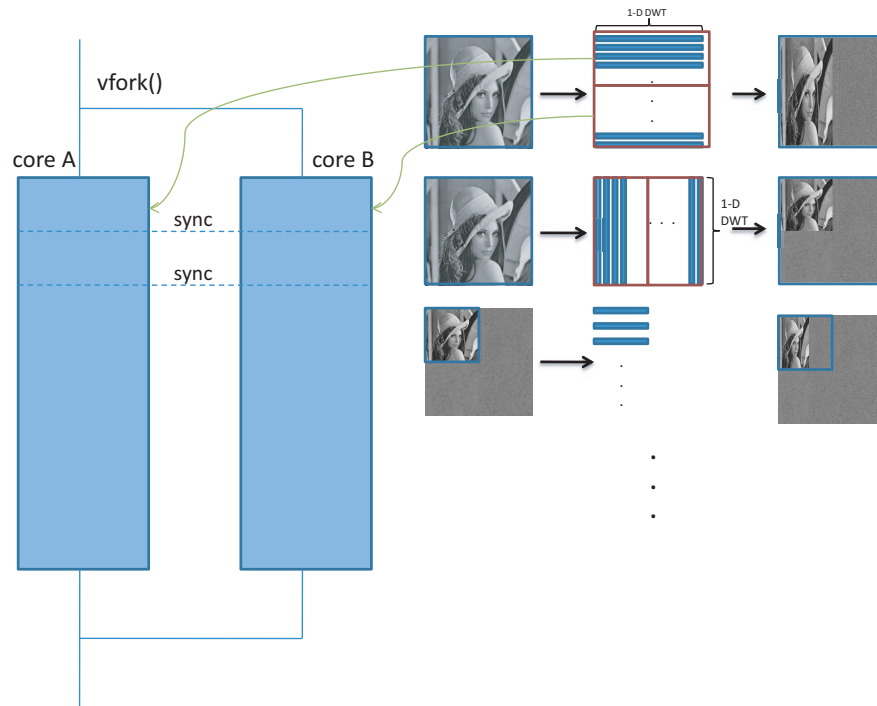 1-D DWT
vfork()
core A
core B
sync
sync
1-D
DWT